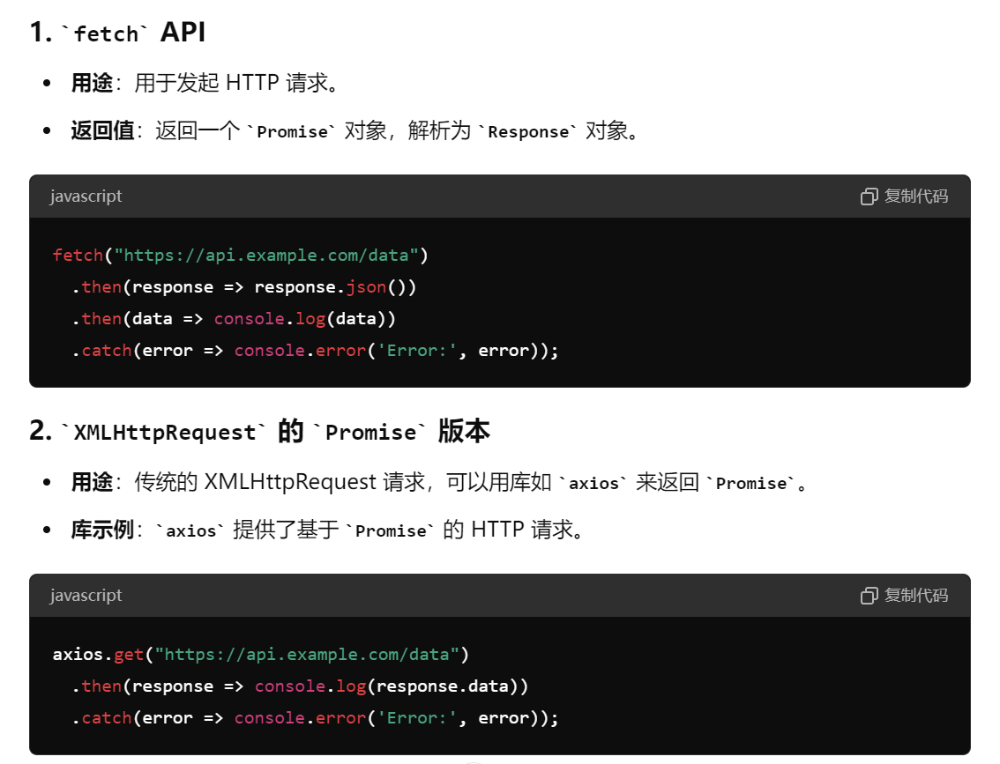 1. `fetch` API
• 用途：用于发起 HTTP 请求。
• 返回值：返回一个 `Promise` 对象，解析为 `Response` 对象。
javascript 复制代码
fetch("https://api.example.com/data")
  .then(response => response.json())
  .then(data => console.log(data))
  .catch(error => console.error('Error:', error));
2. `XMLHttpRequest` 的 `Promise` 版本
• 用途：传统的 XMLHttpRequest 请求，可以用库如 `axios` 来返回 `Promise`。
• 库示例：`axios` 提供了基于 `Promise` 的 HTTP 请求。
javascript 复制代码
axios.get("https://api.example.com/data")
  .then(response => console.log(response.data))
  .catch(error => console.error('Error:', error));